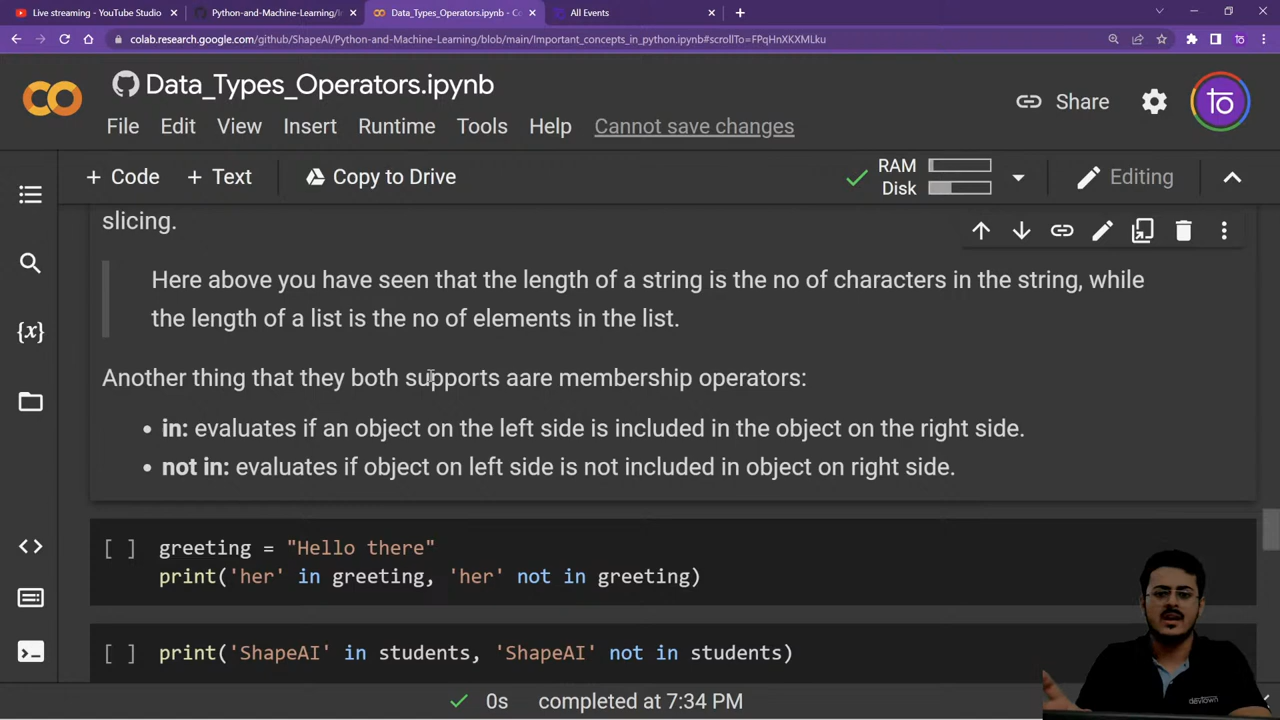 Live streaming - YouTube Studio
Python-and-Machine-Learning/I
Data_Types_Operators.ipynb - Co
All Events
colab.research.google.com/github/ShapeAI/Python-and-Machine-Learning/blob/main/Important_concepts_in_python.ipynb#scrollTo=FPqHnXKXMLku
Data_Types_Operators.ipynb
Share
File Edit View Insert Runtime Tools Help Cannot save changes
+ Code + Text Copy to Drive
RAM
Disk
Editing
slicing.
Here above you have seen that the length of a string is the no of characters in the string, while
the length of a list is the no of elements in the list.
Another thing that they both supports aare membership operators:
• in: evaluates if an object on the left side is included in the object on the right side.
• not in: evaluates if object on left side is not included in object on right side.
[ ] greeting = "Hello there"
print('her' in greeting, 'her' not in greeting)
[ ] print('ShapeAI' in students, 'ShapeAI' not in students)
0s completed at 7:34 PM
devtown